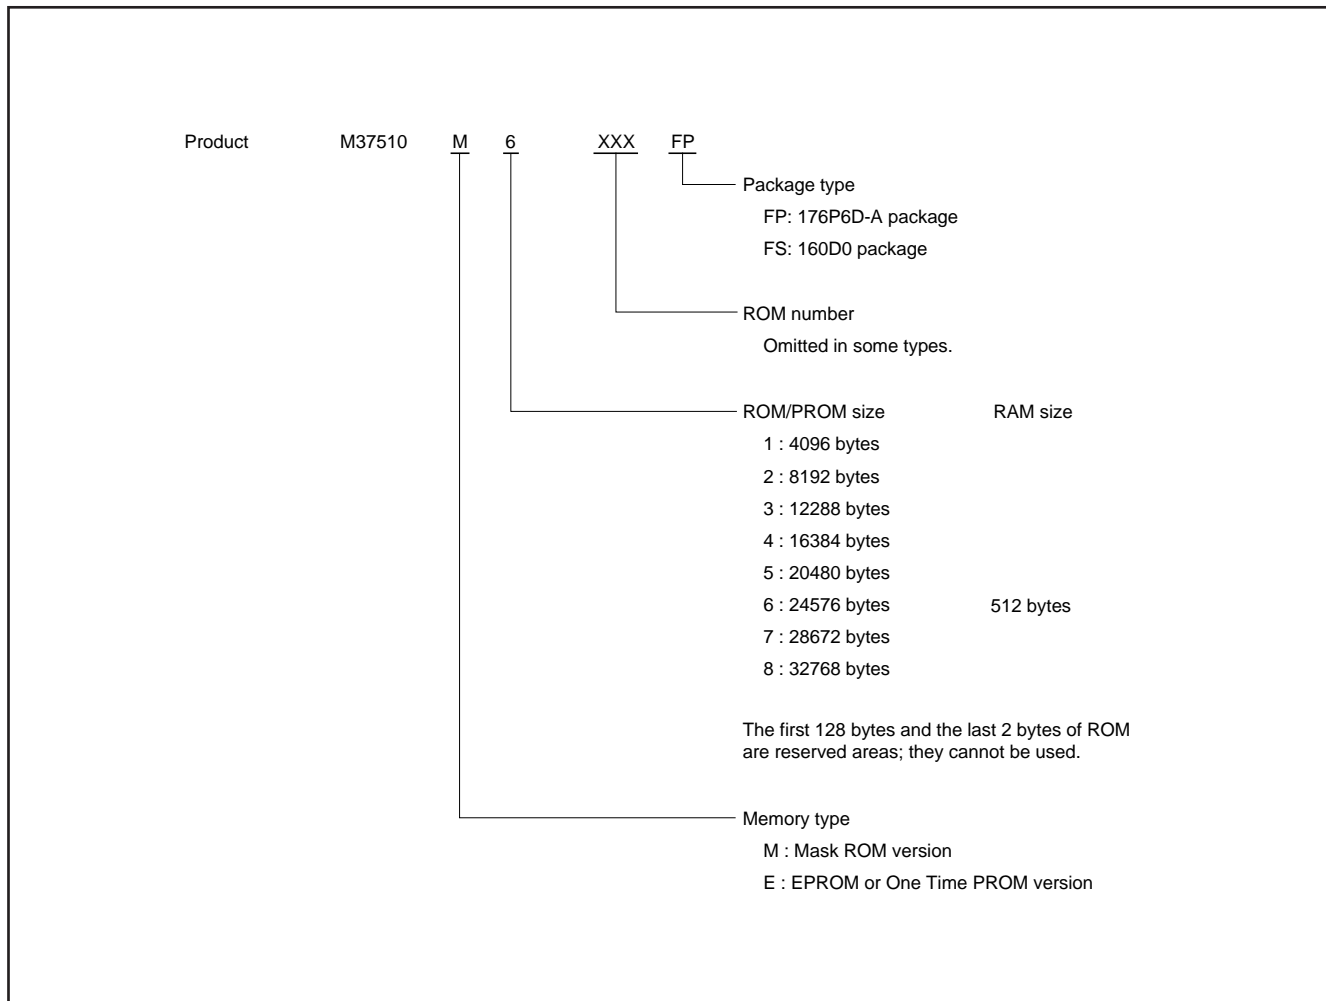 Product M37510 M 6 XXX FP
Package type
FP: 176P6D-A package
FS: 160D0 package
ROM number
Omitted in some types.
ROM/PROM size RAM size
1 : 4096 bytes
2 : 8192 bytes
3 : 12288 bytes
4 : 16384 bytes
5 : 20480 bytes
6 : 24576 bytes 512 bytes
7 : 28672 bytes
8 : 32768 bytes
The first 128 bytes and the last 2 bytes of ROM
are reserved areas; they cannot be used.
Memory type
M : Mask ROM version
E : EPROM or One Time PROM version